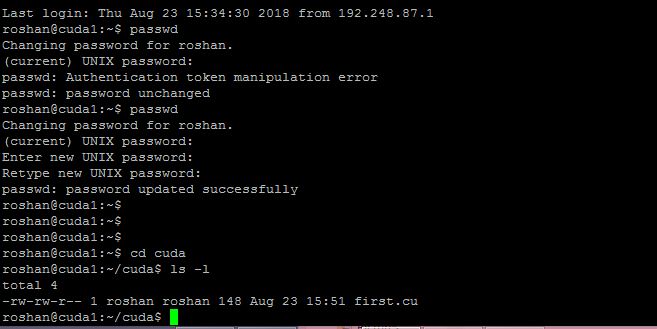 Last login: Thu Aug 23 15:34:30 2018 from 192.248.87.1
roshan@cuda1:~$ passwd
Changing password for roshan.
(current) UNIX password:
passwd: Authentication token manipulation error
passwd: password unchanged
roshan@cuda1:~$ passwd
Changing password for roshan.
(current) UNIX password:
Enter new UNIX password:
Retype new UNIX password:
passwd: password updated successfully
roshan@cuda1:~$
roshan@cuda1:~$
roshan@cuda1:~$
roshan@cuda1:~$ cd cuda
roshan@cuda1:~/cuda$ ls -l
total 4
-rw-rw-r-- 1 roshan roshan 148 Aug 23 15:51 first.cu
roshan@cuda1:~/cuda$